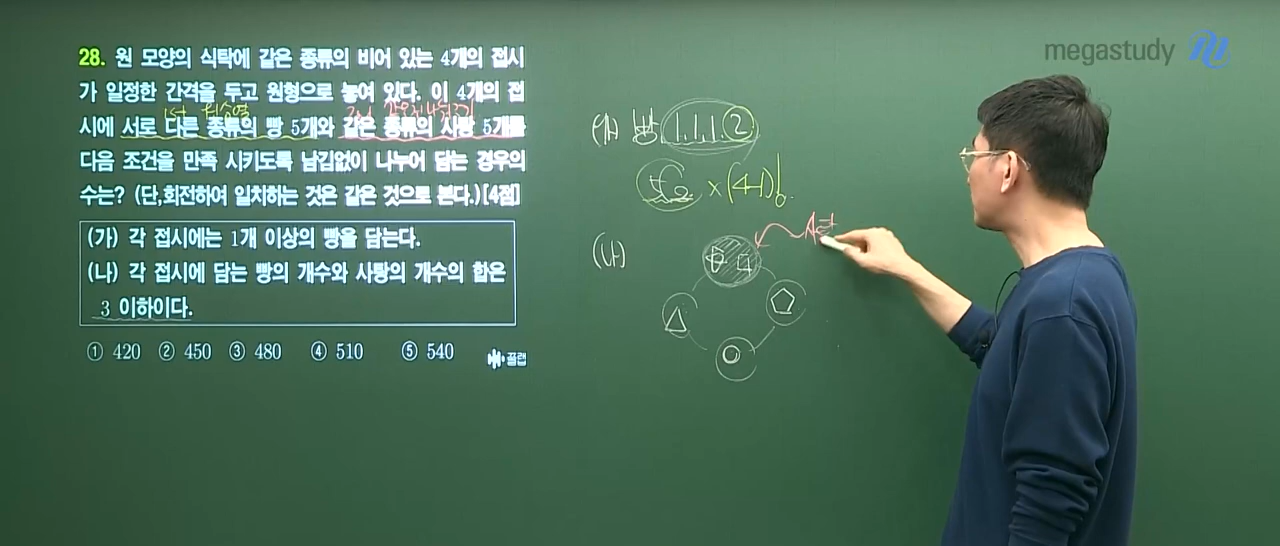 megastudy
28. 원 모양의 식탁에 같은 종류의 비어 있는 4개의 접시
가 일정한 간격을 두고 원형으로 놓여 있다. 이 4개의 접
1st 원순열
시에 서로 다른 종류의 빵 5개와 같은 종류의 사탕 5개를
다음 조건을 만족 시키도록 남김없이 나누어 담는 경우의
수는? (단,회전하여 일치하는 것은 같은 것으로 본다.)[4점]
(가) 각 접시에는 1개 이상의 빵을 담는다.
(나) 각 접시에 담는 빵의 개수와 사탕의 개수의 합은
3 이하이다.
① 420 ② 450 ③ 480 ④ 510 ⑤ 540
끌랩
(가) 빵 1, 1, 1, 2
5C2 × (4-1)!
(나)